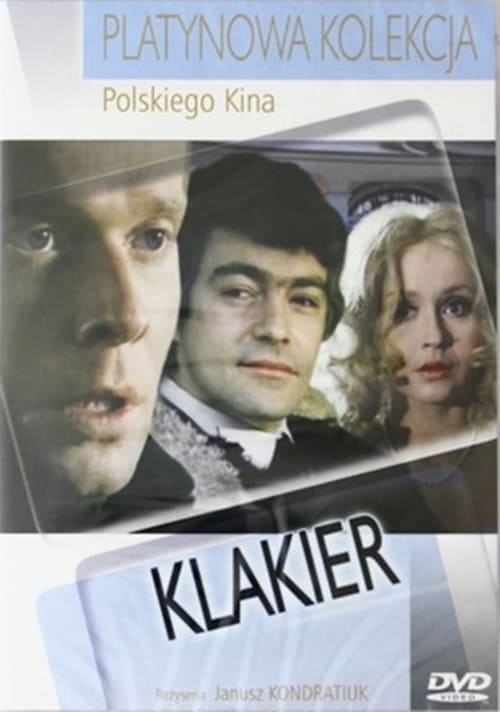 PLATYNOWA KOLEKCJA
Polskiego Kina
KLAKIER
Reżyseria Janusz KONDRATIUK
DVD
VIDEO